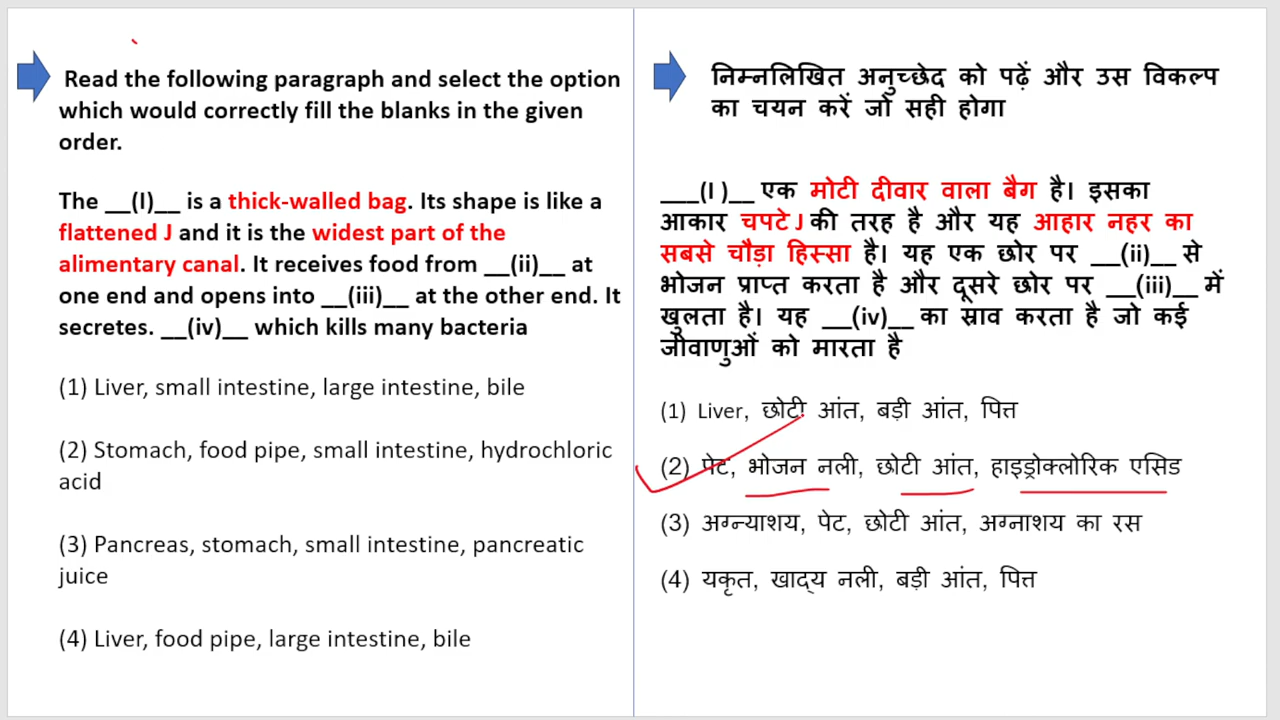 Read the following paragraph and select the option
which would correctly fill the blanks in the given
order.
The __(I)__ is a thick-walled bag. Its shape is like a
flattened J and it is the widest part of the
alimentary canal. It receives food from __(ii)__ at
one end and opens into __(iii)__ at the other end. It
secretes. __(iv)__ which kills many bacteria
(1) Liver, small intestine, large intestine, bile
(2) Stomach, food pipe, small intestine, hydrochloric
acid
(3) Pancreas, stomach, small intestine, pancreatic
juice
(4) Liver, food pipe, large intestine, bile
निम्नलिखित अनुच्छेद को पढ़ें और उस विकल्प
का चयन करें जो सही होगा
___(I )__ एक मोटी दीवार वाला बैग है। इसका
आकार चपटे J की तरह है और यह आहार नहर का
सबसे चौड़ा हिस्सा है। यह एक छोर पर __(ii)__ से
भोजन प्राप्त करता है और दूसरे छोर पर __(iii)__ में
खुलता है। यह __(iv)__ का स्राव करता है जो कई
जीवाणुओं को मारता है
(1) Liver, छोटी आंत, बड़ी आंत, पित्त
(2) पेट, भोजन नली, छोटी आंत, हाइड्रोक्लोरिक एसिड
(3) अग्न्याशय, पेट, छोटी आंत, अग्नाशय का रस
(4) यकृत, खाद्य नली, बड़ी आंत, पित्त